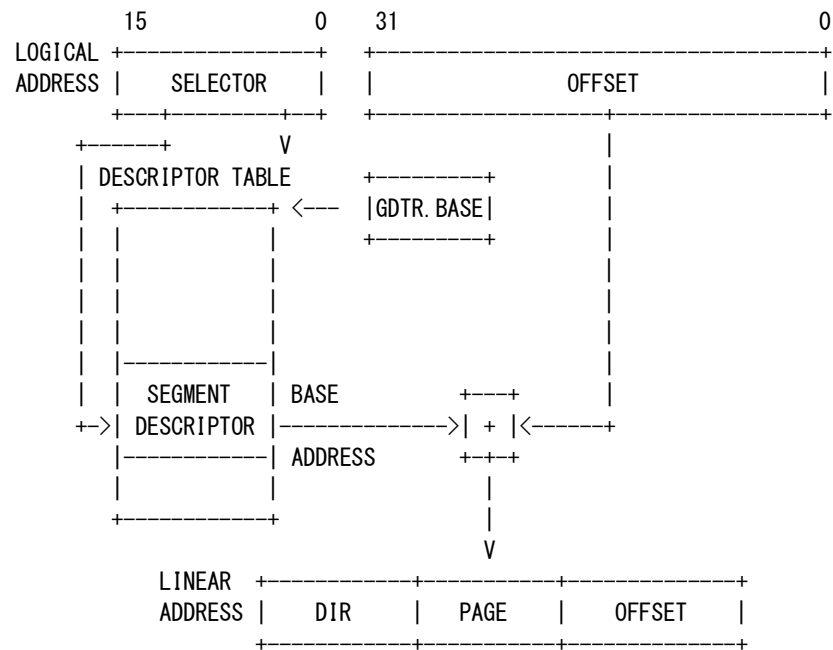 15 0 31 0
LOGICAL
ADDRESS SELECTOR OFFSET
V
DESCRIPTOR TABLE
GDTR.BASE
SEGMENT BASE
DESCRIPTOR +
ADDRESS
V
LINEAR
ADDRESS DIR PAGE OFFSET